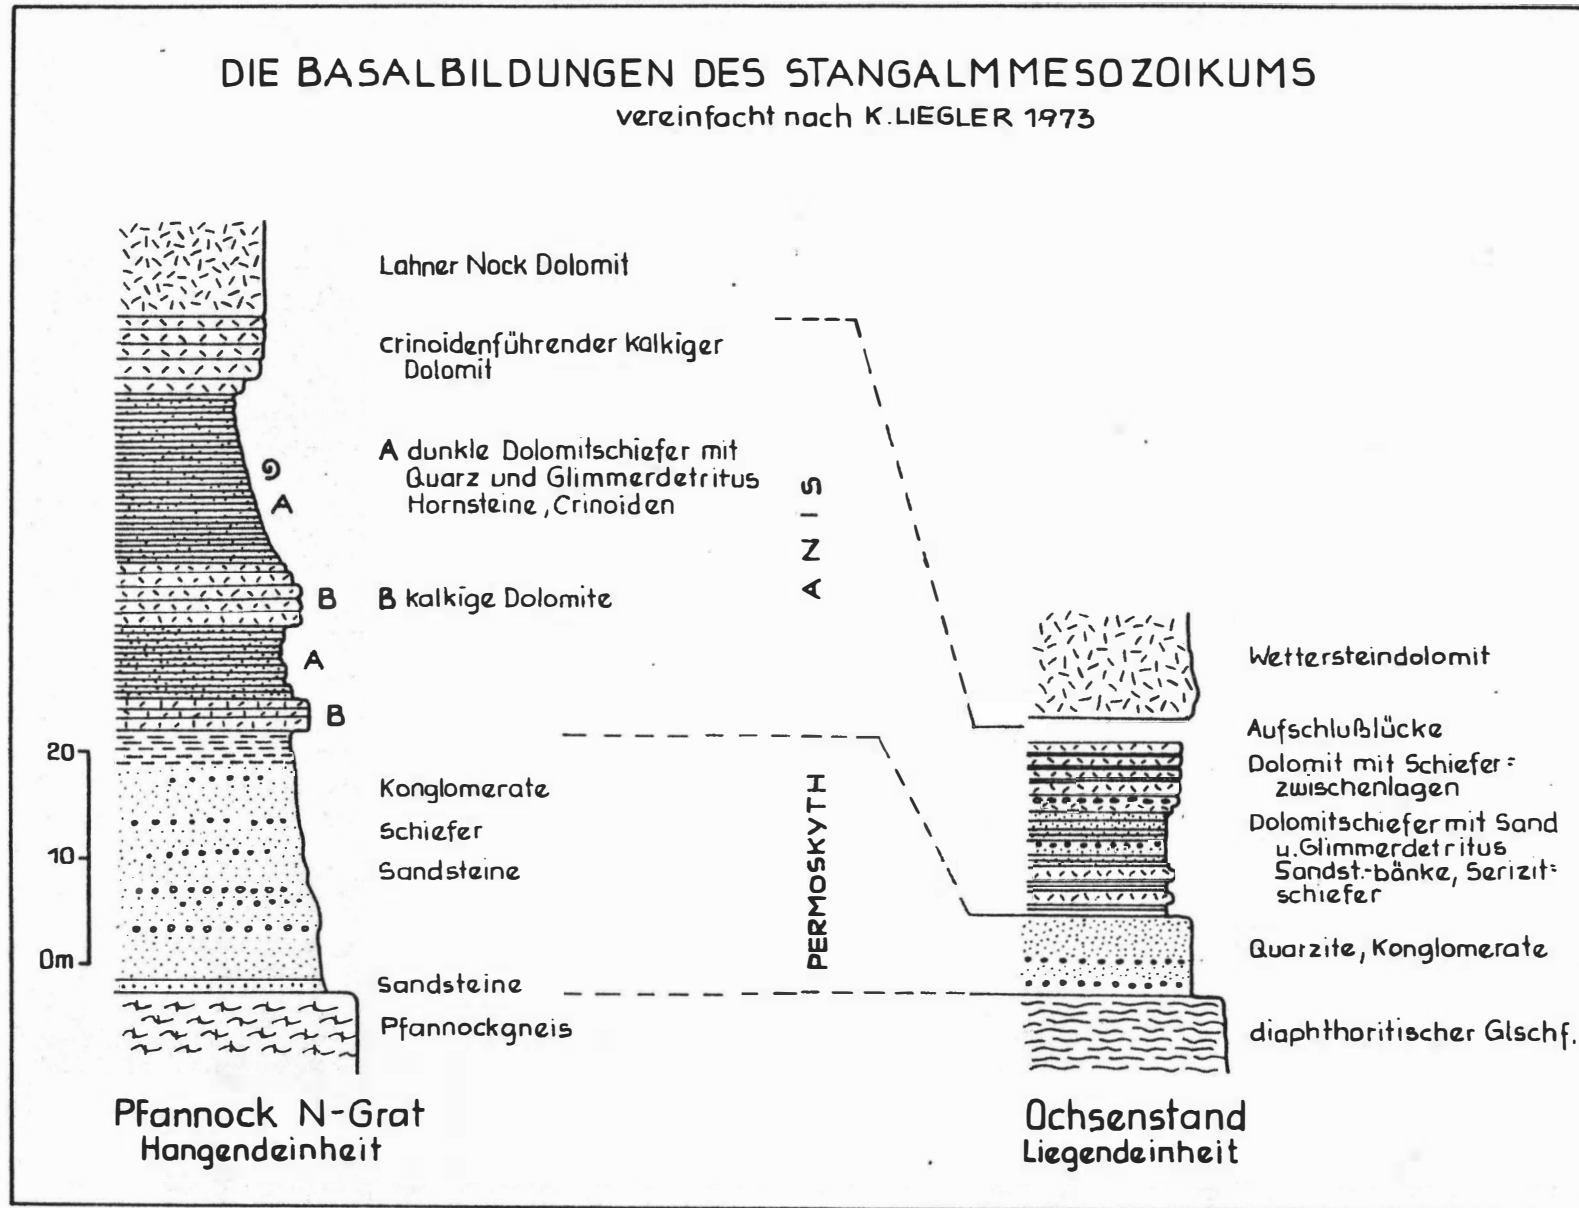 DIE BASALBILDUNGEN DES STANGALMMESOZOIKUMS
vereinfacht nach K.LIEGLER 1973
Lahner Nock Dolomit
crinoidenführender kalkiger
Dolomit
A dunkle Dolomitschiefer mit
Quarz und Glimmerdetritus
Hornsteine, Crinoiden
A
B
B kalkige Dolomite
A
B
20
10
0m
Konglomerate
Schiefer
Sandsteine
Sandsteine
Pfannockgneis
ANIS
PERMOSKYTH
Wettersteindolomit
Aufschlußlücke
Dolomit mit Schiefer=
zwischenlagen
Dolomitschiefer mit Sand
u. Glimmerdetritus
Sandst.-bänke, Serizit=
schiefer
Quarzite, Konglomerate
diaphthoritischer Glschf.
Pfannock N-Grat
Hangendeinheit
Ochsenstand
Liegendeinheit